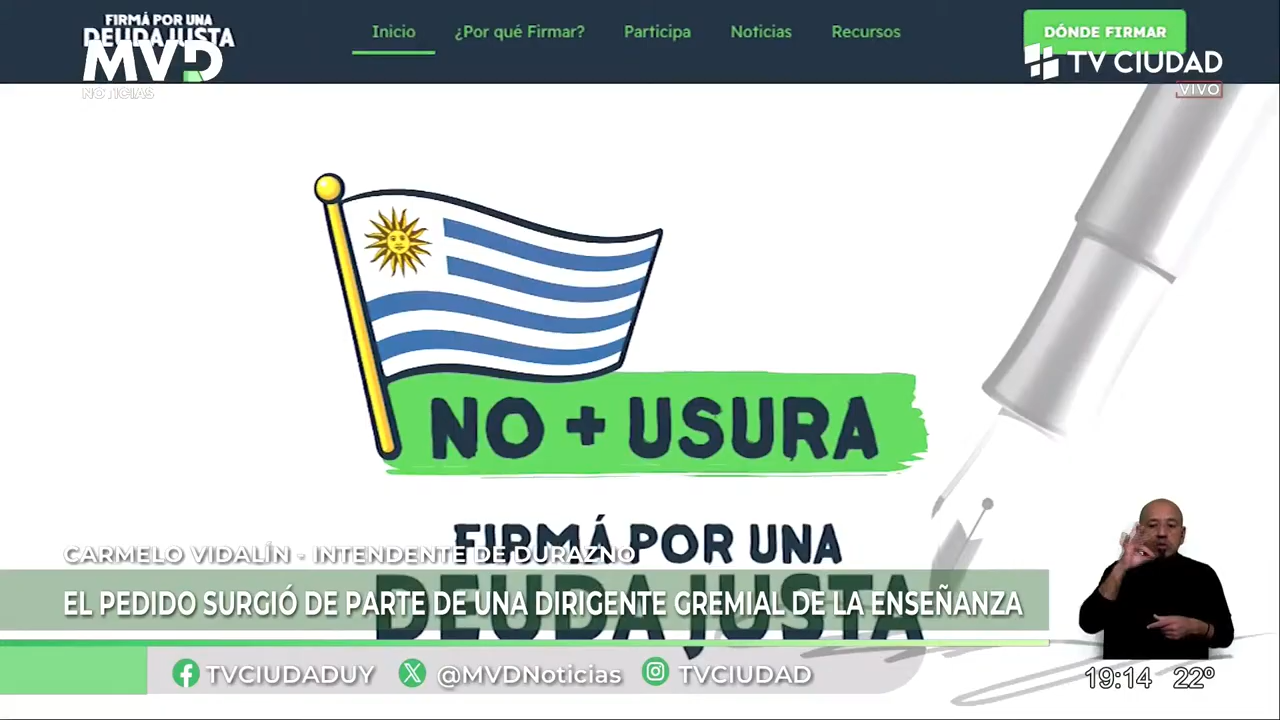 FIRMÁ POR UNA
DEUDA JUSTA
Inicio
¿Por qué Firmar?
Participa
Noticias
Recursos
DÓNDE FIRMAR
MVD
NOTICIAS
TV CIUDAD
VIVO
NO + USURA
FIRMÁ POR UNA
DEUDA JUSTA
CARMELO VIDALÍN - INTENDENTE DE DURAZNO
EL PEDIDO SURGIÓ DE PARTE DE UNA DIRIGENTE GREMIAL DE LA ENSEÑANZA
TVCIUDADUY
@MVDNoticias
TVCIUDAD
19:14 22º